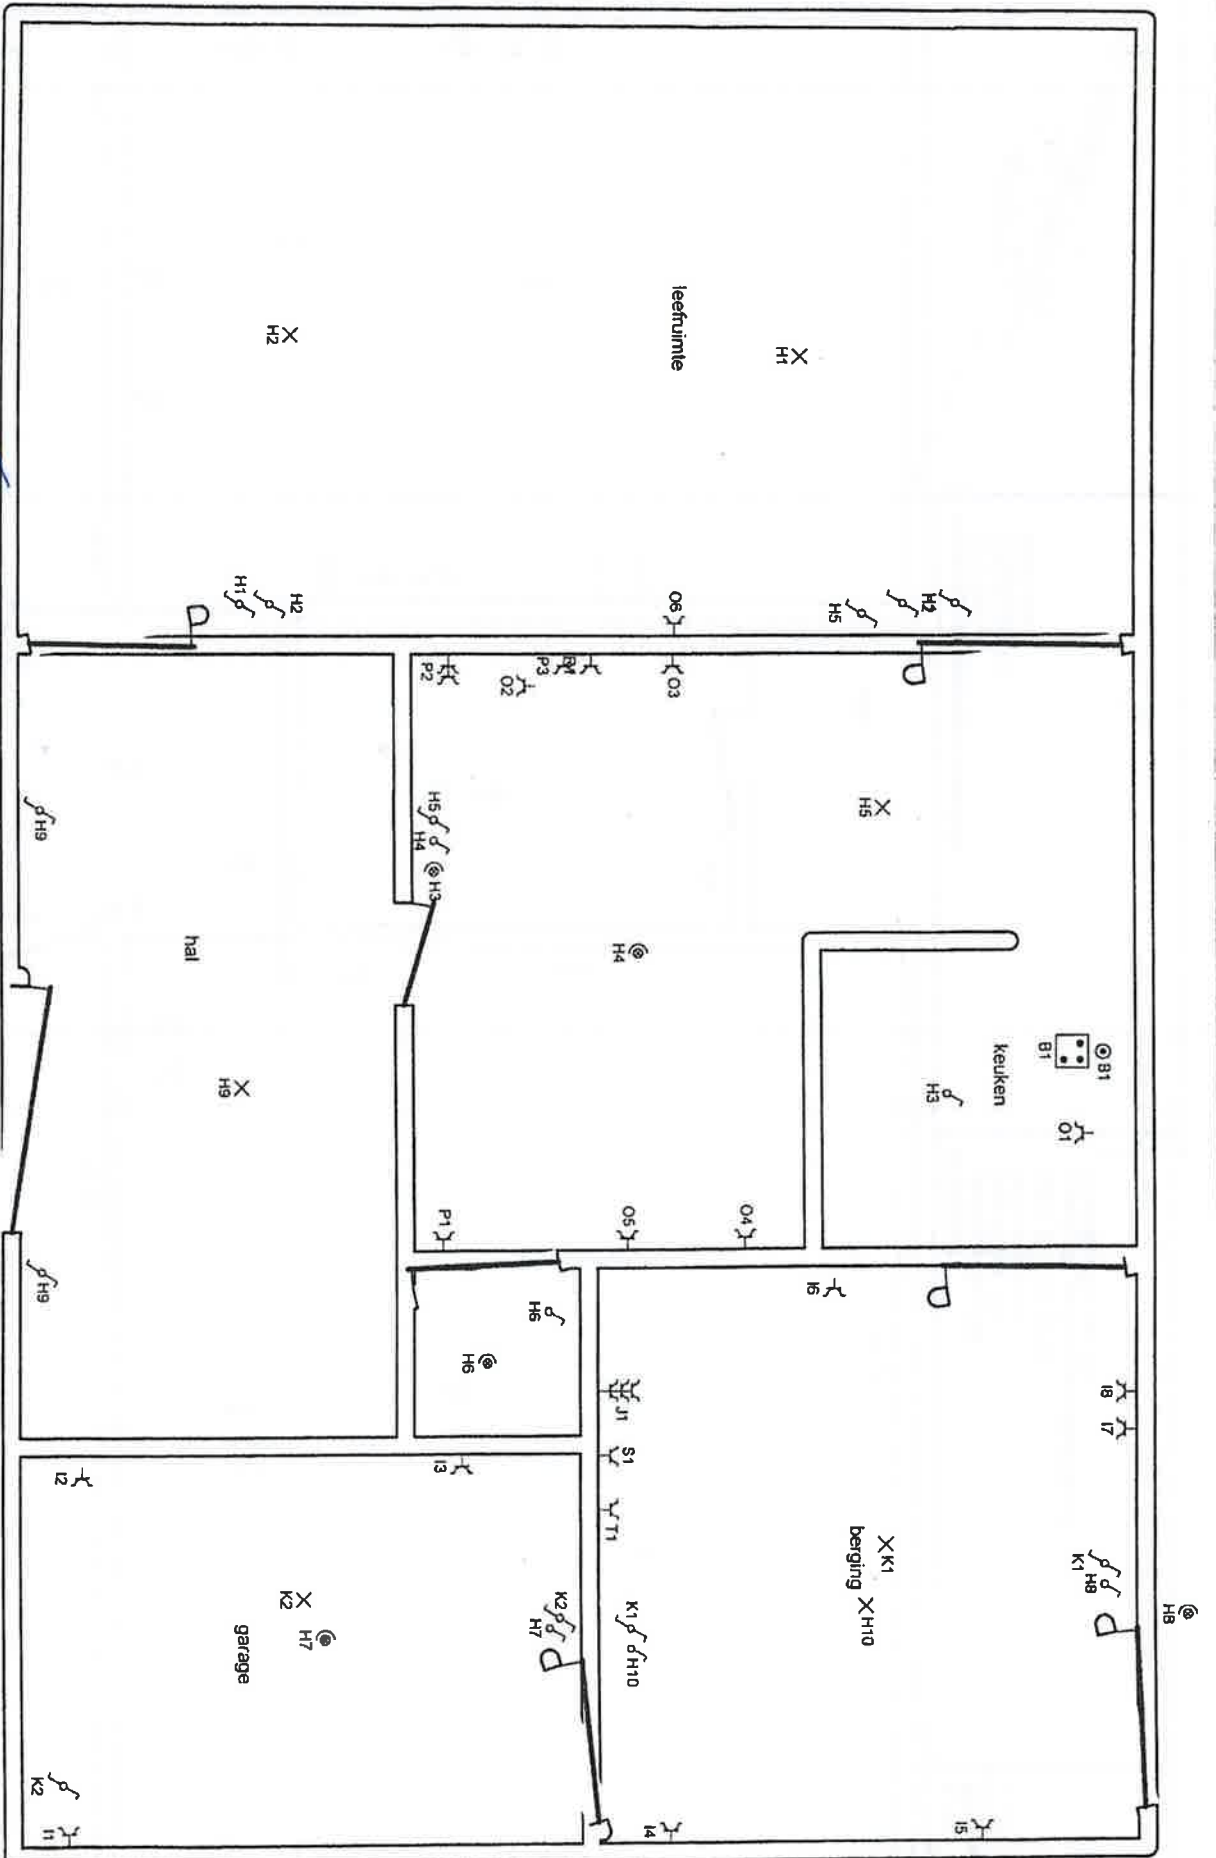 leefruimte
H1
H2
H1
H2
O6
H5
H2
P2
O2
P3
O3
H5
H5
H4
H3
H9
hal
H4
H9
H9
keuken
B1
B1
H3
O1
P1
O5
O4
H6
H6
I6
I8
I7
J1
S1
T1
I2
I3
K1
berging
H10
K1
H8
H8
K1
H10
K2
H7
K2
H7
garage
K2
I1
I4
I5